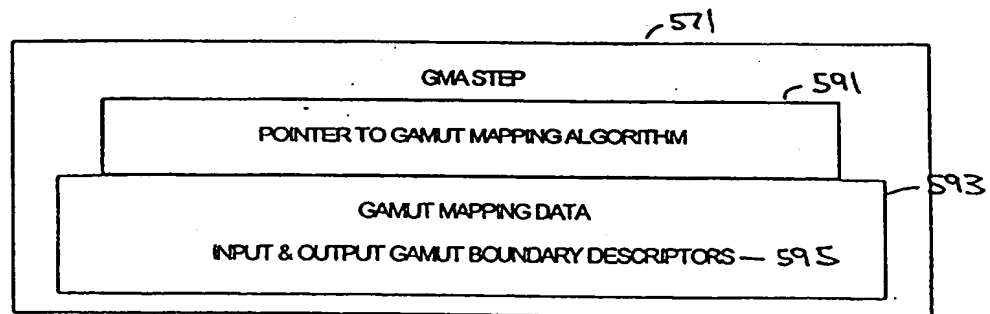 571
GMA STEP
591
POINTER TO GAMUT MAPPING ALGORITHM
593
GAMUT MAPPING DATA
INPUT & OUTPUT GAMUT BOUNDARY DESCRIPTORS — 595